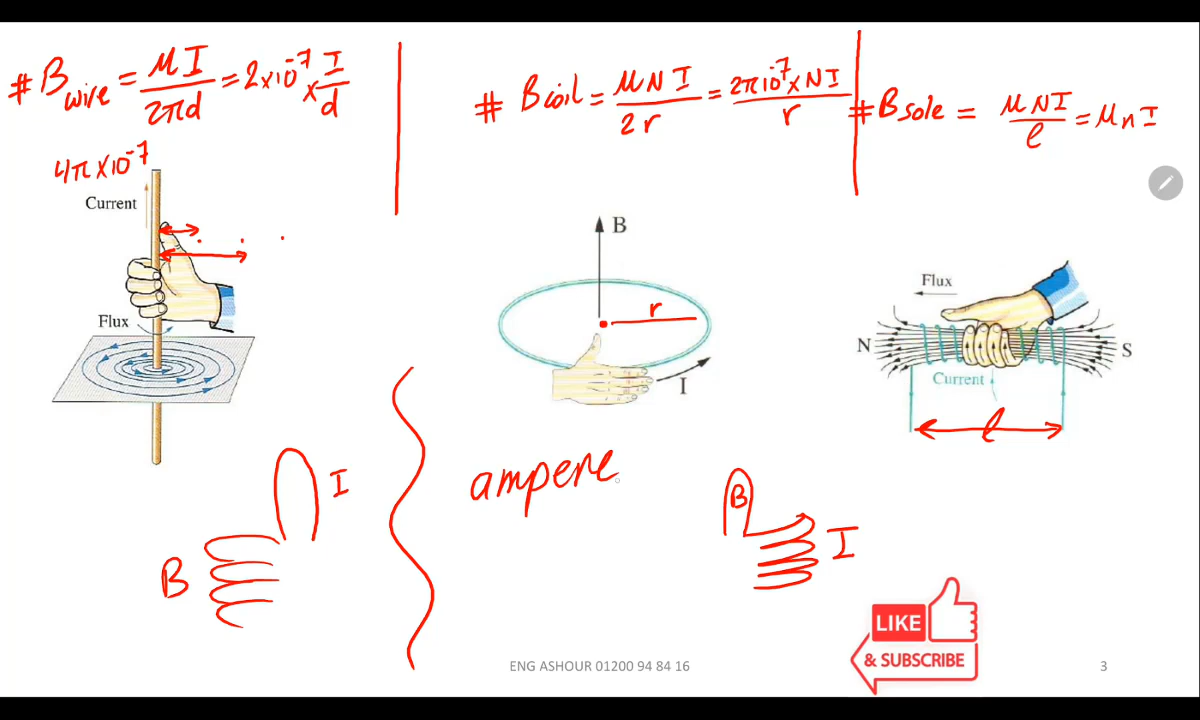 # B wire = μI / 2πd = 2×10⁻⁷ × I / d
4π×10⁻⁷
# B coil = μNI / 2r = 2π10⁻⁷×NI / r
# B sole = μNI / ℓ = μnI
Current
Flux
B
r
I
Flux
N
S
Current
ℓ
I
B
ampere
B
I
LIKE
& SUBSCRIBE
ENG ASHOUR 01200 94 84 16
3